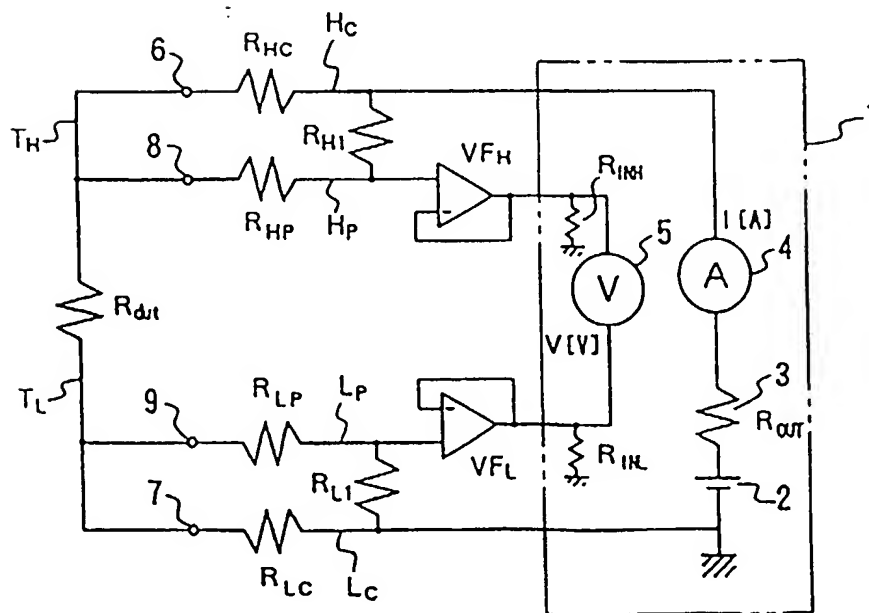 6
R_HC
H_C
T_H
8
R_H1
VF_H
R_INH
R_HP
H_P
I [A]
5
4
V
A
R_dut
V [V]
T_L
9
R_LP
L_P
3
R_OUT
R_L1
VF_L
R_INL
2
7
R_LC
L_C